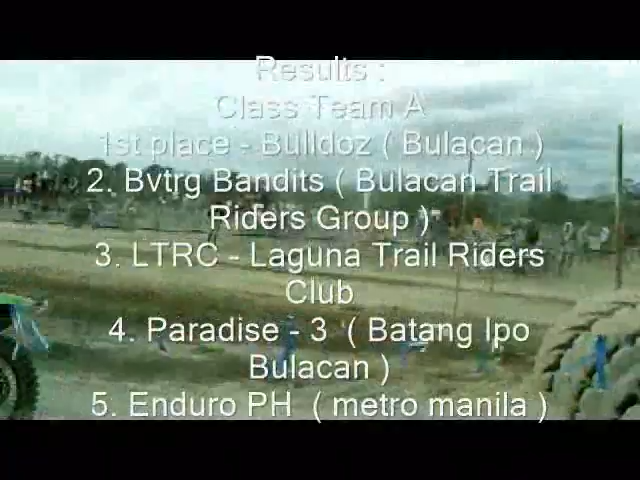 Results :
Class Team A
1st place - Bulldoz ( Bulacan )
2. Bvtrg Bandits ( Bulacan Trail
Riders Group )
3. LTRC - Laguna Trail Riders
Club
4. Paradise - 3 ( Batang Ipo
Bulacan )
5. Enduro PH ( metro manila )